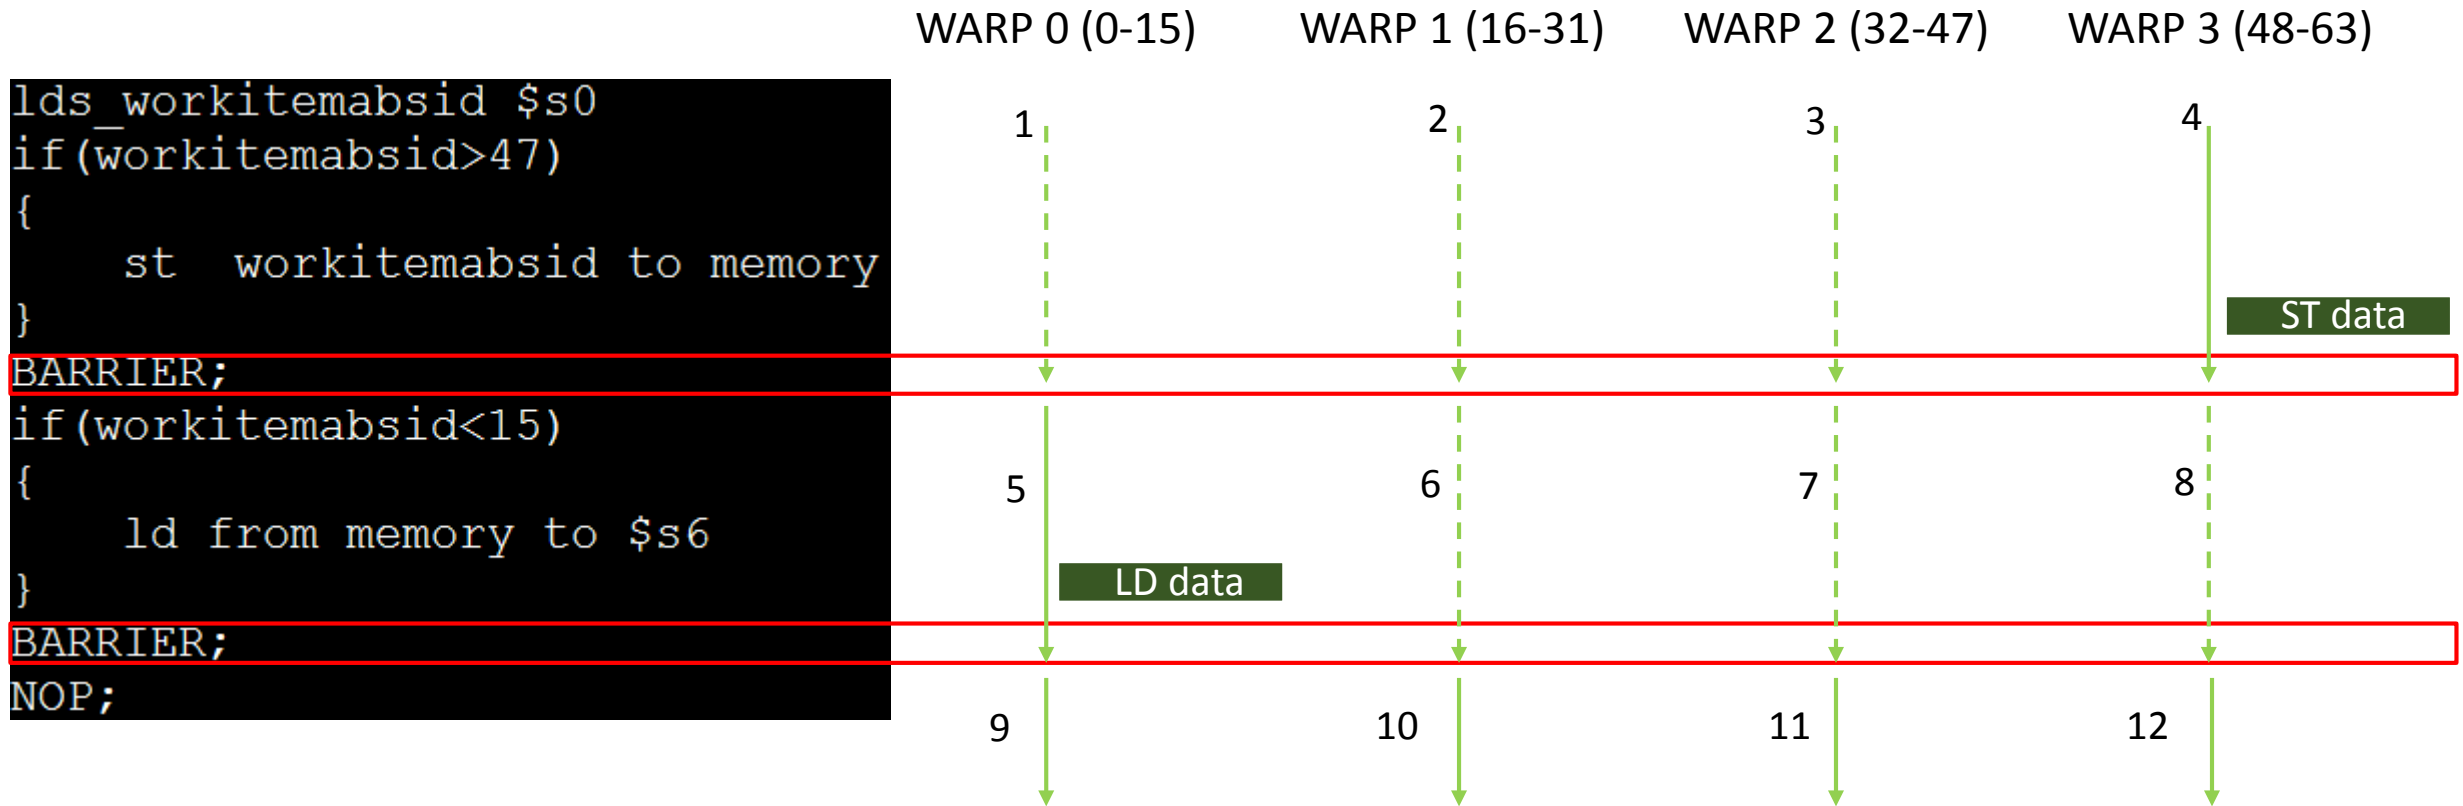 WARP 0 (0-15) WARP 1 (16-31) WARP 2 (32-47) WARP 3 (48-63)
lds_workitemabsid $s0
if(workitemabsid>47)
{
st workitemabsid to memory
}
BARRIER;
if(workitemabsid<15)
{
ld from memory to $s6
}
BARRIER;
NOP;
1 2 3 4
ST data
5 6 7 8
LD data
9 10 11 12